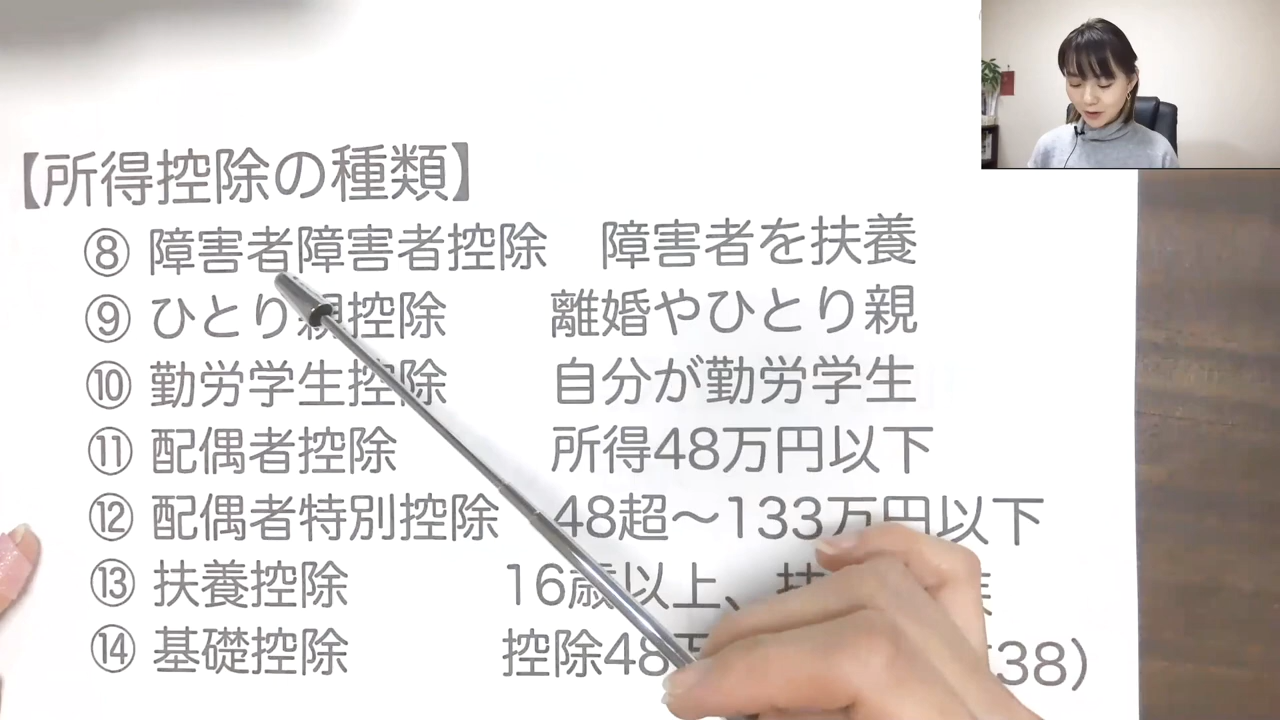 【所得控除の種類】
⑧ 障害者障害者控除 障害者を扶養
⑨ ひとり親控除 離婚やひとり親
⑩ 勤労学生控除 自分が勤労学生
⑪ 配偶者控除 所得48万円以下
⑫ 配偶者特別控除 48超～133万円以下
⑬ 扶養控除 16歳以上、
⑭ 基礎控除 控除48 38）